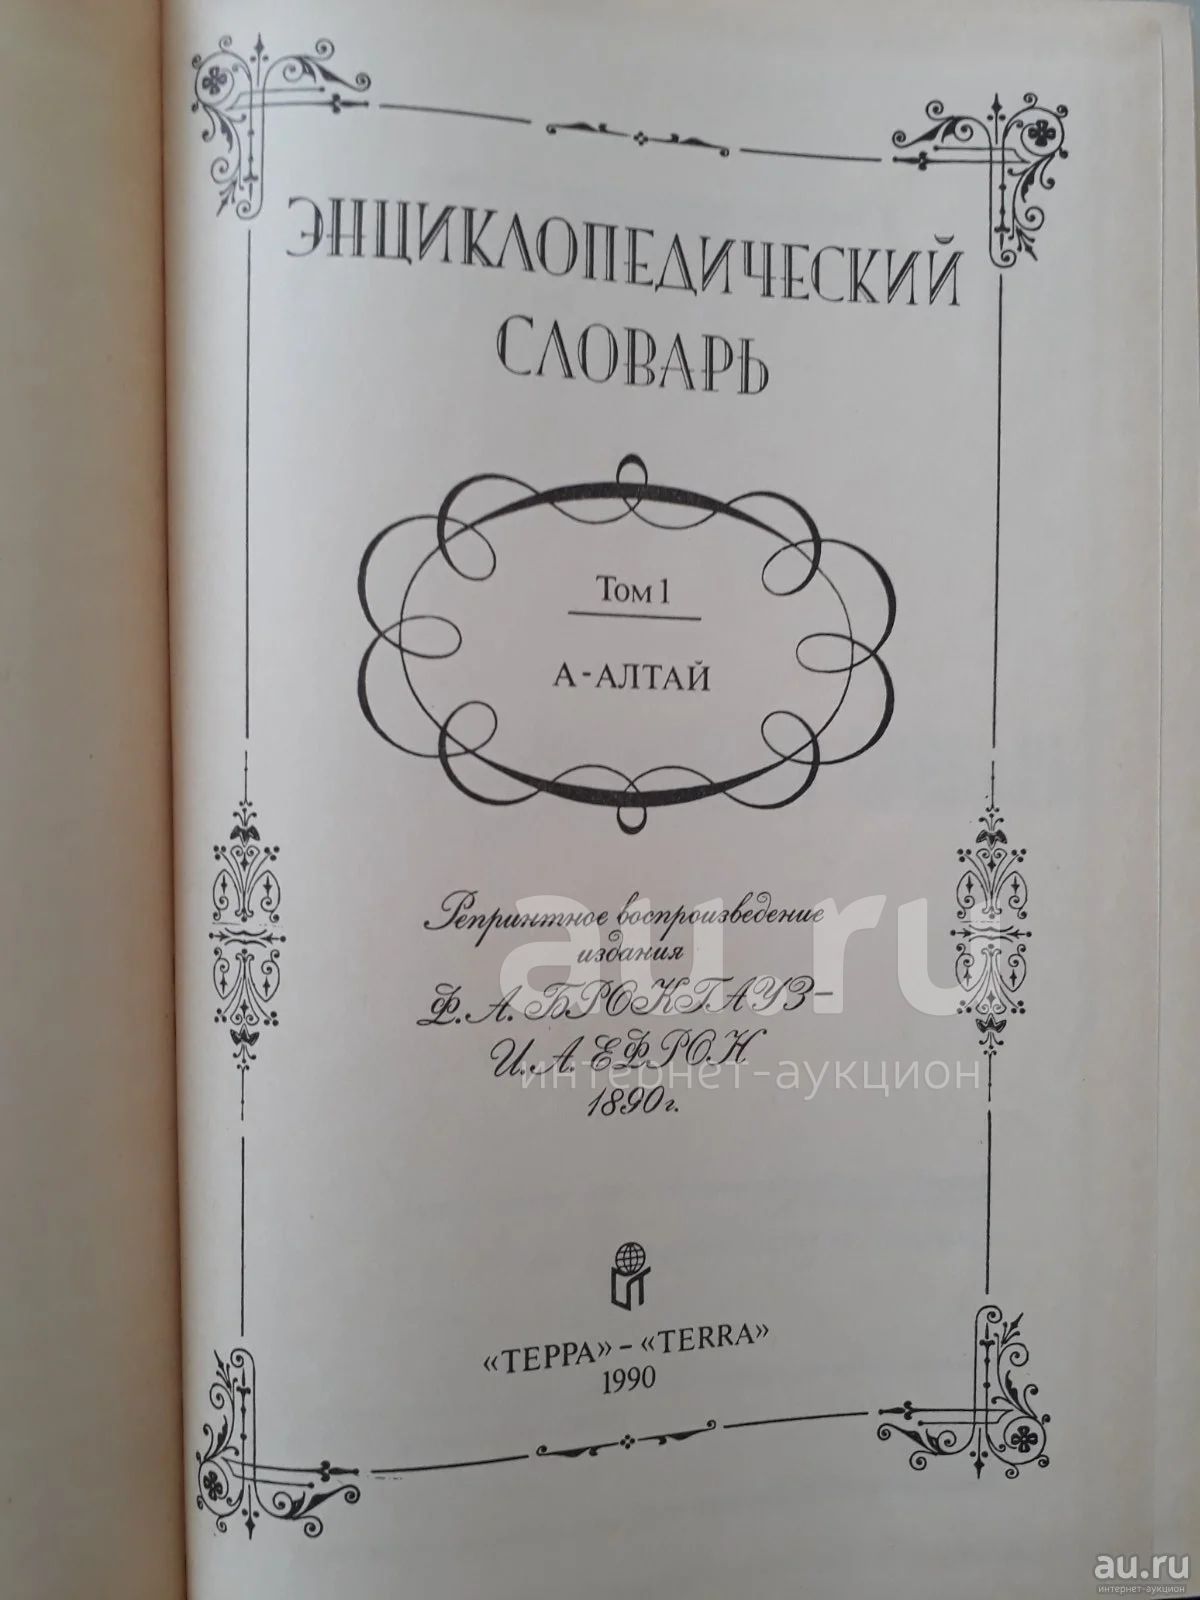 ЭНЦИКЛОПЕДИЧЕСКИЙ
СЛОВАРЬ
Том 1
А-АЛТАЙ
Репринтное воспроизведение
издания
Ф.А. БРОКГАУЗ–
И.А. ЕФРОН
1890 г.
«ТЕРРА» – «TERRA»
1990
au.ru
интернет-аукцион
au.ru
интернет-аукцион